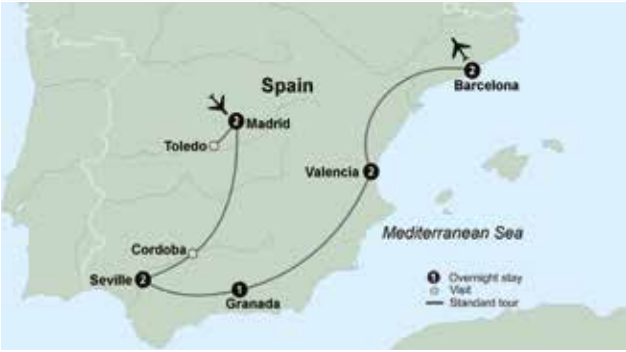 Spain
2
Barcelona
2 Madrid
Toledo
Valencia 2
Mediterranean Sea
Cordoba
Seville 2
1
Granada
1 Overnight stay
Visit
Standard tour